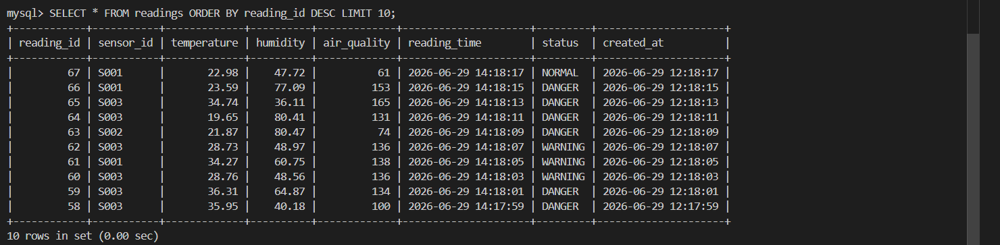 mysql> SELECT * FROM readings ORDER BY reading_id DESC LIMIT 10;
+------------+-----------+-------------+----------+-------------+---------------------+---------+---------------------+
| reading_id | sensor_id | temperature | humidity | air_quality | reading_time        | status  | created_at          |
+------------+-----------+-------------+----------+-------------+---------------------+---------+---------------------+
|         67 | S001      |       22.98 |    47.72 |          61 | 2026-06-29 14:18:17 | NORMAL  | 2026-06-29 12:18:17 |
|         66 | S001      |       23.59 |    77.09 |         153 | 2026-06-29 14:18:15 | DANGER  | 2026-06-29 12:18:15 |
|         65 | S003      |       34.74 |    36.11 |         165 | 2026-06-29 14:18:13 | DANGER  | 2026-06-29 12:18:13 |
|         64 | S003      |       19.65 |    80.41 |         131 | 2026-06-29 14:18:11 | DANGER  | 2026-06-29 12:18:11 |
|         63 | S002      |       21.87 |    80.47 |          74 | 2026-06-29 14:18:09 | DANGER  | 2026-06-29 12:18:09 |
|         62 | S003      |       28.73 |    48.97 |         136 | 2026-06-29 14:18:07 | WARNING | 2026-06-29 12:18:07 |
|         61 | S001      |       34.27 |    60.75 |         138 | 2026-06-29 14:18:05 | WARNING | 2026-06-29 12:18:05 |
|         60 | S003      |       28.76 |    48.56 |         136 | 2026-06-29 14:18:03 | WARNING | 2026-06-29 12:18:03 |
|         59 | S003      |       36.31 |    64.87 |         134 | 2026-06-29 14:18:01 | DANGER  | 2026-06-29 12:18:01 |
|         58 | S003      |       35.95 |    40.18 |         100 | 2026-06-29 14:17:59 | DANGER  | 2026-06-29 12:17:59 |
+------------+-----------+-------------+----------+-------------+---------------------+---------+---------------------+
10 rows in set (0.00 sec)